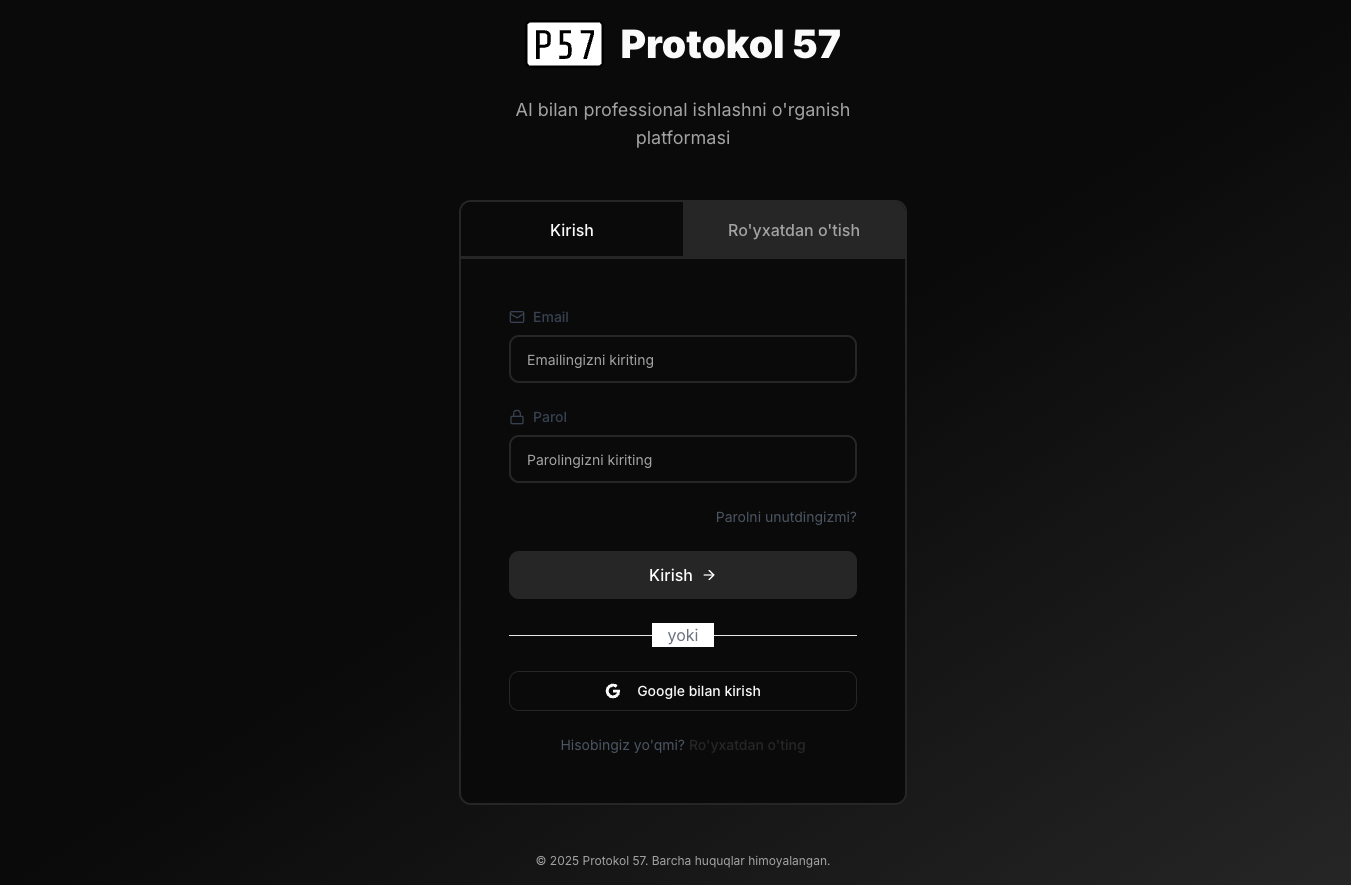 P57 Protokol 57
AI bilan professional ishlashni o'rganish
platformasi
Kirish
Ro'yxatdan o'tish
Email
Emailingizni kiriting
Parol
Parolingizni kiriting
Parolni unutdingizmi?
Kirish →
yoki
G Google bilan kirish
Hisobingiz yo'qmi? Ro'yxatdan o'ting
© 2025 Protokol 57. Barcha huquqlar himoyalangan.